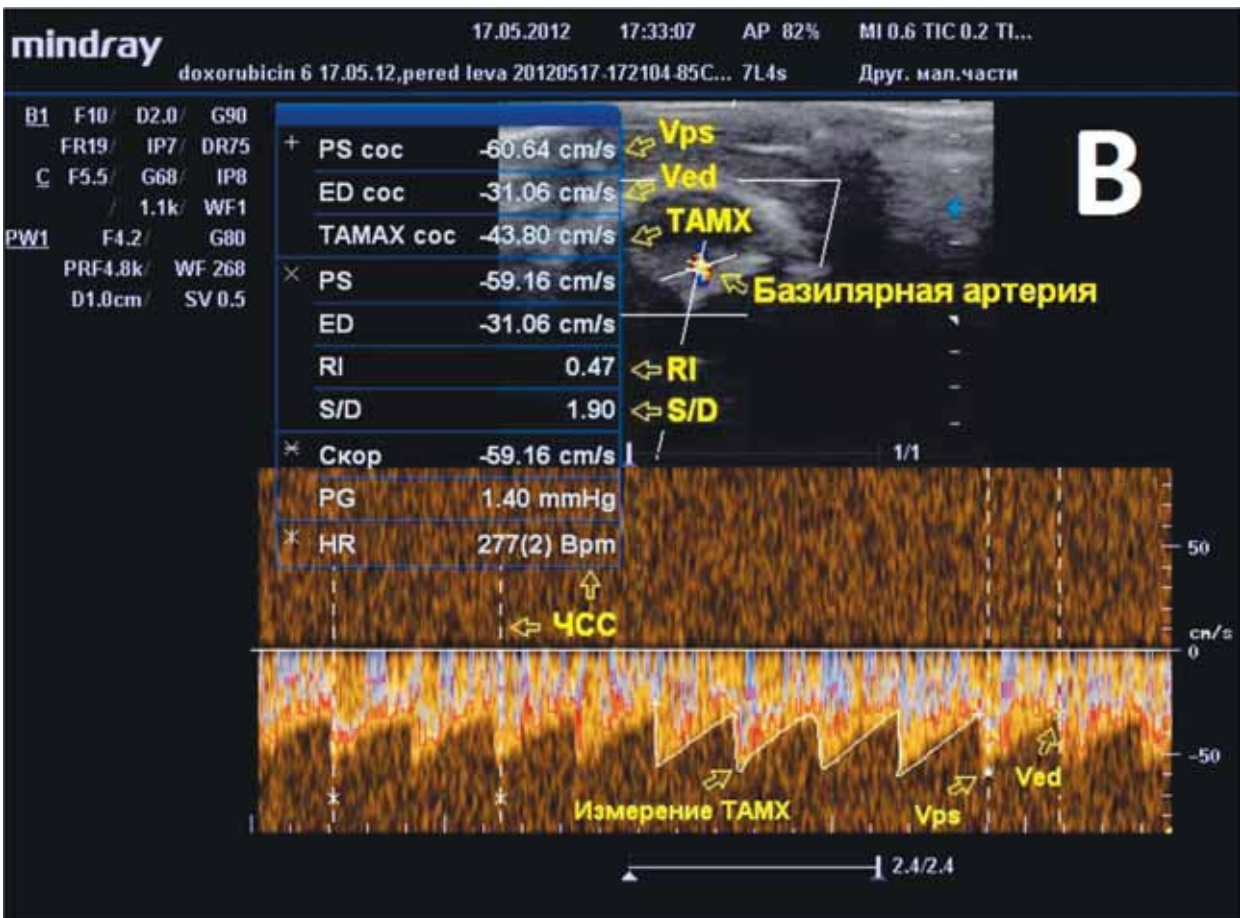 mindray
17.05.2012 17:33:07 AP 82% MI 0.6 TIC 0.2 TI...
doxorubicin 6 17.05.12,pered leva 20120517-172104-85C... 7L4s Друг. мал.части
B1 F10/ D2.0/ G90
FR19/ IP7/ DR75
C F5.5/ G68/ IP8
/ 1.1k/ WF1
PW1 F4.2/ G80
PRF4.8k/ WF 268
D1.0cm/ SV 0.5
B
+ PS сос -60.64 cm/s Vps
ED сос -31.06 cm/s Ved
TAMAX сос -43.80 cm/s TAMX
× PS -59.16 cm/s
Базилярная артерия
ED -31.06 cm/s
RI 0.47 RI
S/D 1.90 S/D
Скор -59.16 cm/s
1/1
PG 1.40 mmHg
HR 277(2) Bpm
ЧСС
50
cm/s
0
-50
Измерение TAMX
Vps
Ved
2.4/2.4